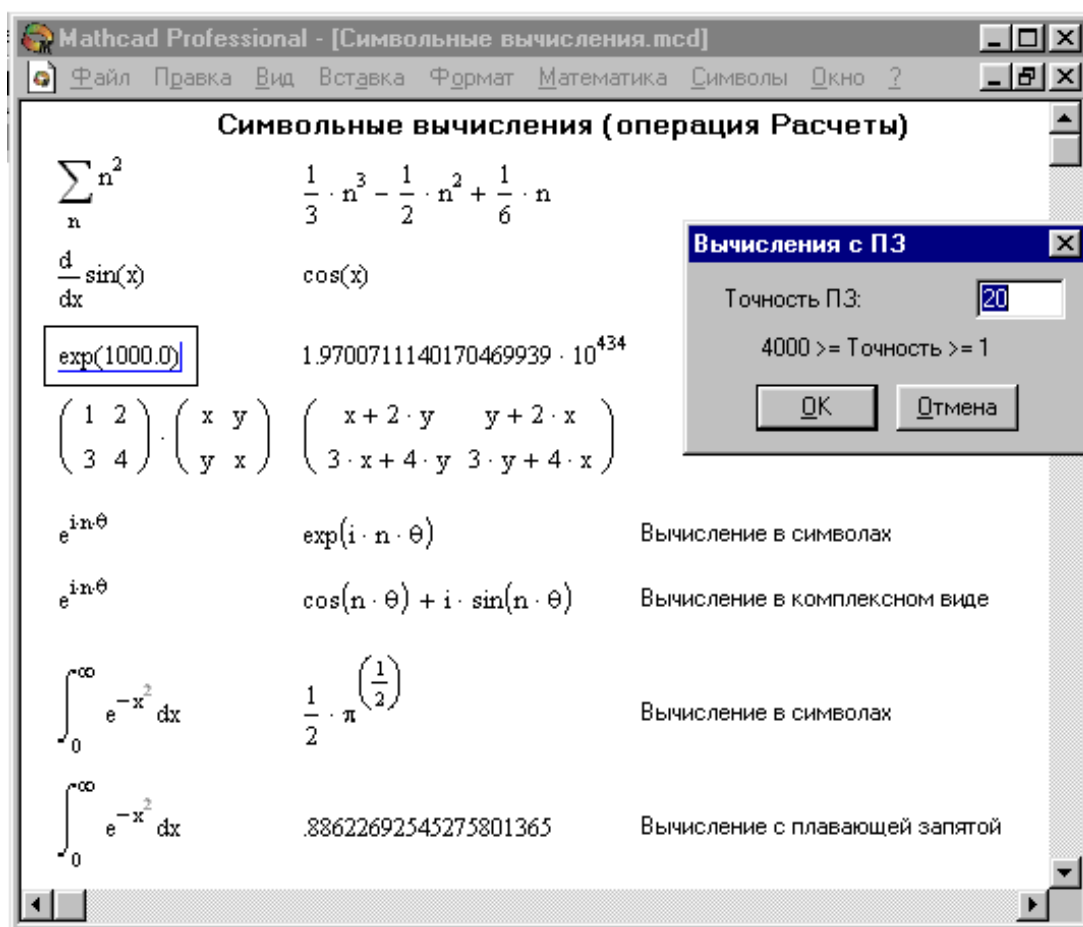 Mathcad Professional - [Символьные вычисления.mcd]
Файл Правка Вид Вставка Формат Математика Символы Окно ?
Символьные вычисления (операция Расчеты)
∑ₙ n² 1/3 · n³ − 1/2 · n² + 1/6 · n
d/dx sin(x) cos(x)
exp(1000.0) 1.9700711140170469939 · 10⁴³⁴
(1 2; 3 4) · (x y; y x) (x + 2 · y y + 2 · x; 3 · x + 4 · y 3 · y + 4 · x)
e^(i·n·θ) exp(i · n · θ) Вычисление в символах
e^(i·n·θ) cos(n · θ) + i · sin(n · θ) Вычисление в комплексном виде
∫₀^∞ e^(−x²) dx 1/2 · π^(1/2) Вычисление в символах
∫₀^∞ e^(−x²) dx .88622692545275801365 Вычисление с плавающей запятой
Вычисления с ПЗ
Точность ПЗ: 20
4000 >= Точность >= 1
OK Отмена